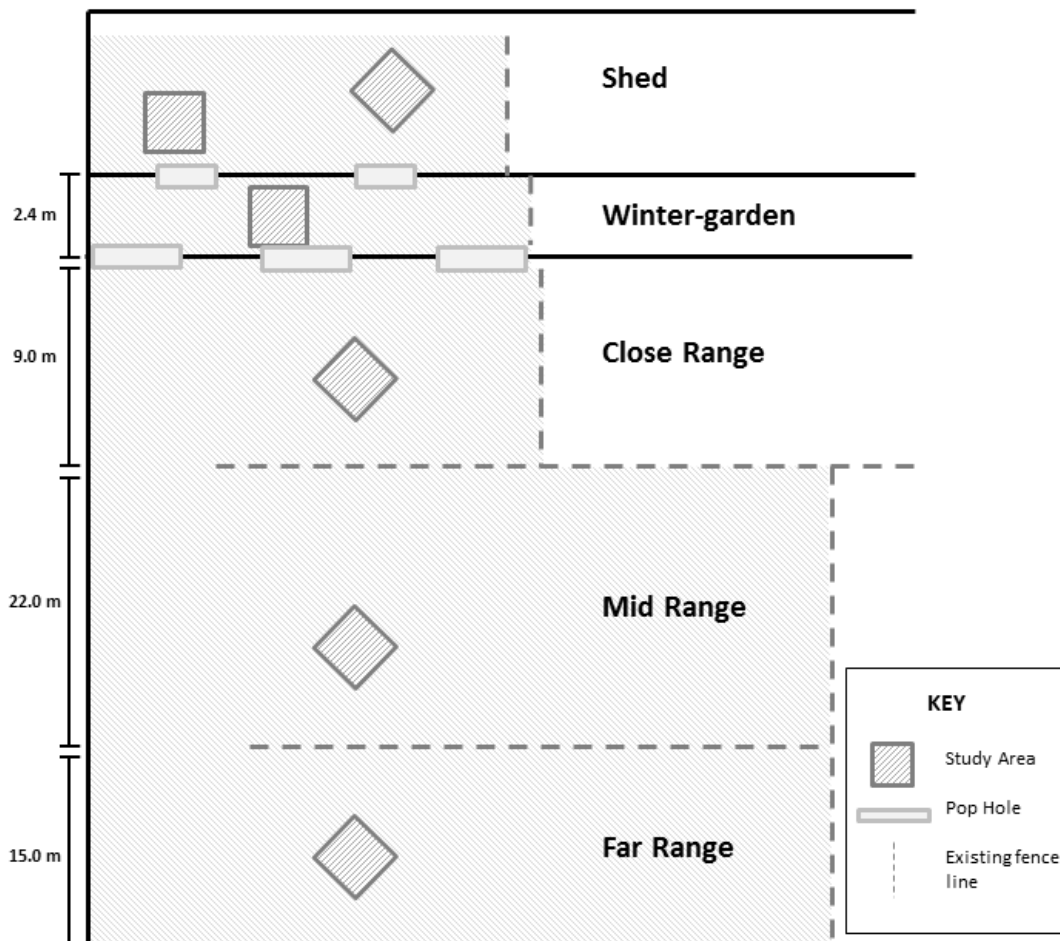 Shed
2.4 m
Winter-garden
9.0 m
Close Range
22.0 m
Mid Range
15.0 m
Far Range
KEY
Study Area
Pop Hole
Existing fence
line